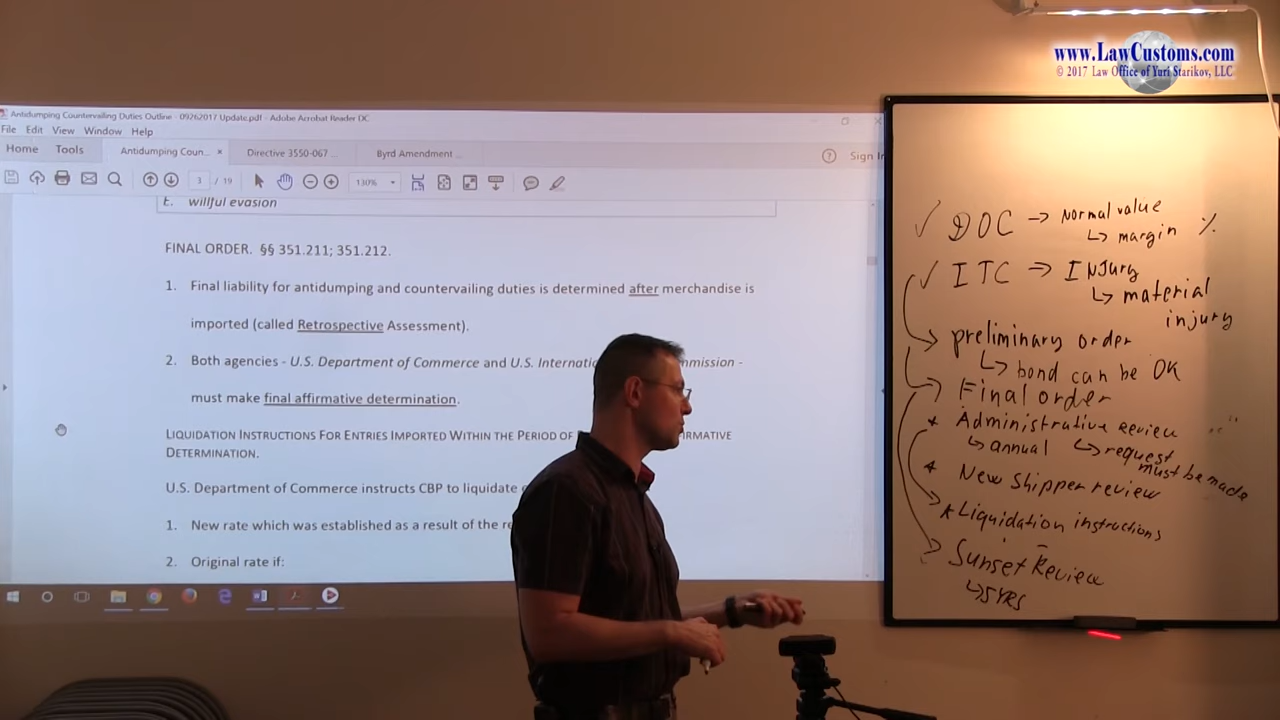 www.LawCustoms.com
© 2017 Law Office of Yuri Starikov, LLC
Antidumping Countervailing Duties Outline - 09262017 Update.pdf - Adobe Acrobat Reader DC
File Edit View Window Help
Home Tools Antidumping Coun... × Directive 3550-067 ... Byrd Amendment ... Sign In
3 / 19 130%
t. willful evasion
FINAL ORDER. §§ 351.211; 351.212.
1. Final liability for antidumping and countervailing duties is determined after merchandise is
imported (called Retrospective Assessment).
2. Both agencies - U.S. Department of Commerce and U.S. Internatio mmission -
must make final affirmative determination.
LIQUIDATION INSTRUCTIONS FOR ENTRIES IMPORTED WITHIN THE PERIOD OF RMATIVE
DETERMINATION.
U.S. Department of Commerce instructs CBP to liquidate
1. New rate which was established as a result of the re
2. Original rate if:
✓ DOC → Normal value
↳ margin %
✓ ITC → INJury
↳ material
injury
→ preliminary order
↳ bond can be OK
→ Final order
* Administrative Review
↳ annual ↳ request
must be made
* New Shipper review
* Liquidation instructions
→ Sunset Review
↳ 5 YRS